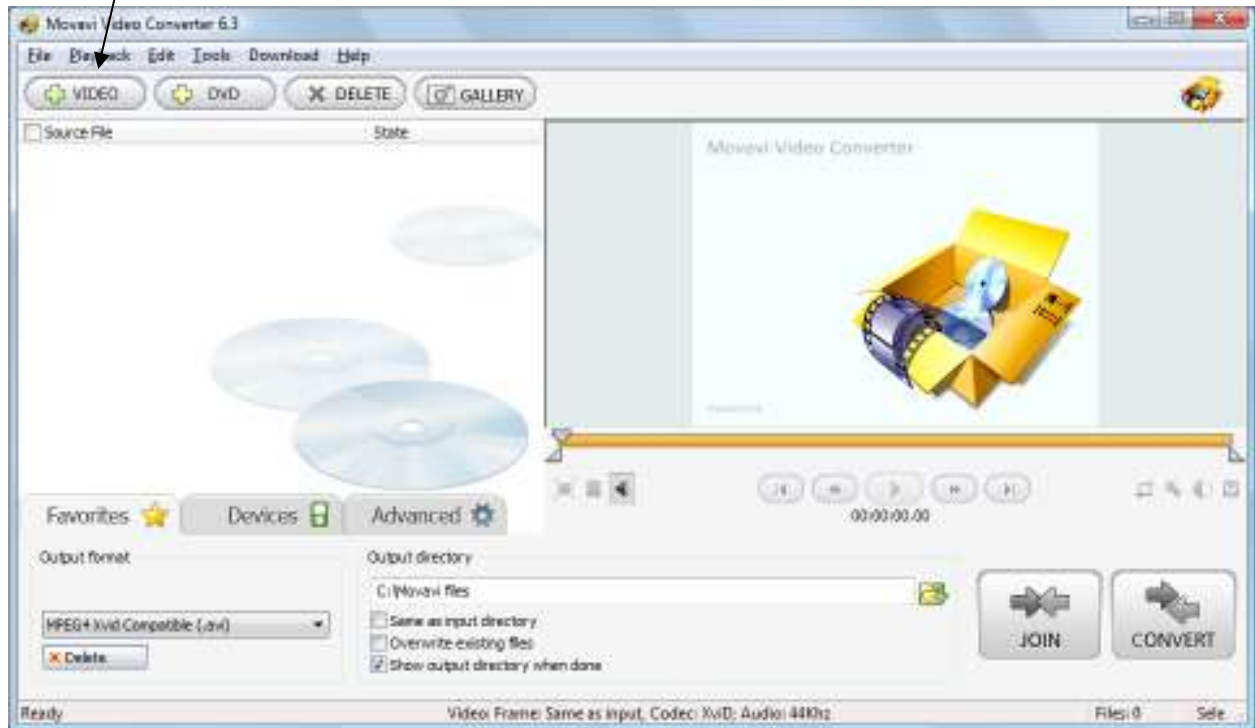 Movavi Video Converter 6.3
File Playback Edit Tools Download Help
VIDEO DVD DELETE GALLERY
Source File State
Movavi Video Converter
Favorites Devices Advanced
00:00:00.00
Output format
Output directory
C:\Movavi files
MPEG4 Xvid Compatible (.avi)
Same as input directory
Overwrite existing files
Delete
Show output directory when done
JOIN CONVERT
Ready Video: Frame: Same as input, Codec: XviD; Audio: 44Khz Files: 0 Sele